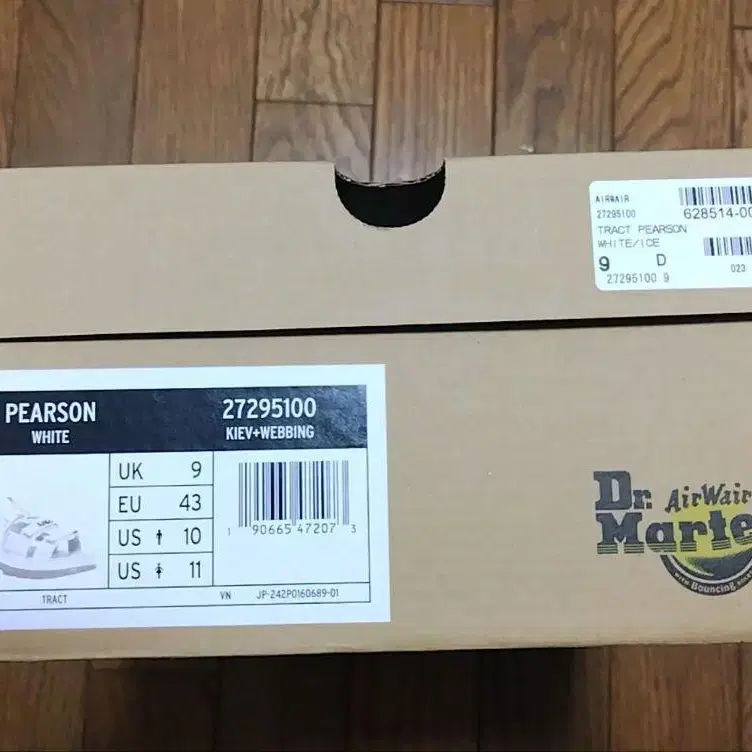 AIRWAIR
27295100
628514-00
TRACT PEARSON
WHITE/ICE
9 D
023
27295100 9
PEARSON
WHITE
27295100
KIEV+WEBBING
UK 9
EU 43
US 10
US 11
1 90665 47207 3
TRACT
VN
JP-242P0160689-01
Dr. AirWair
Marte
with Bouncing